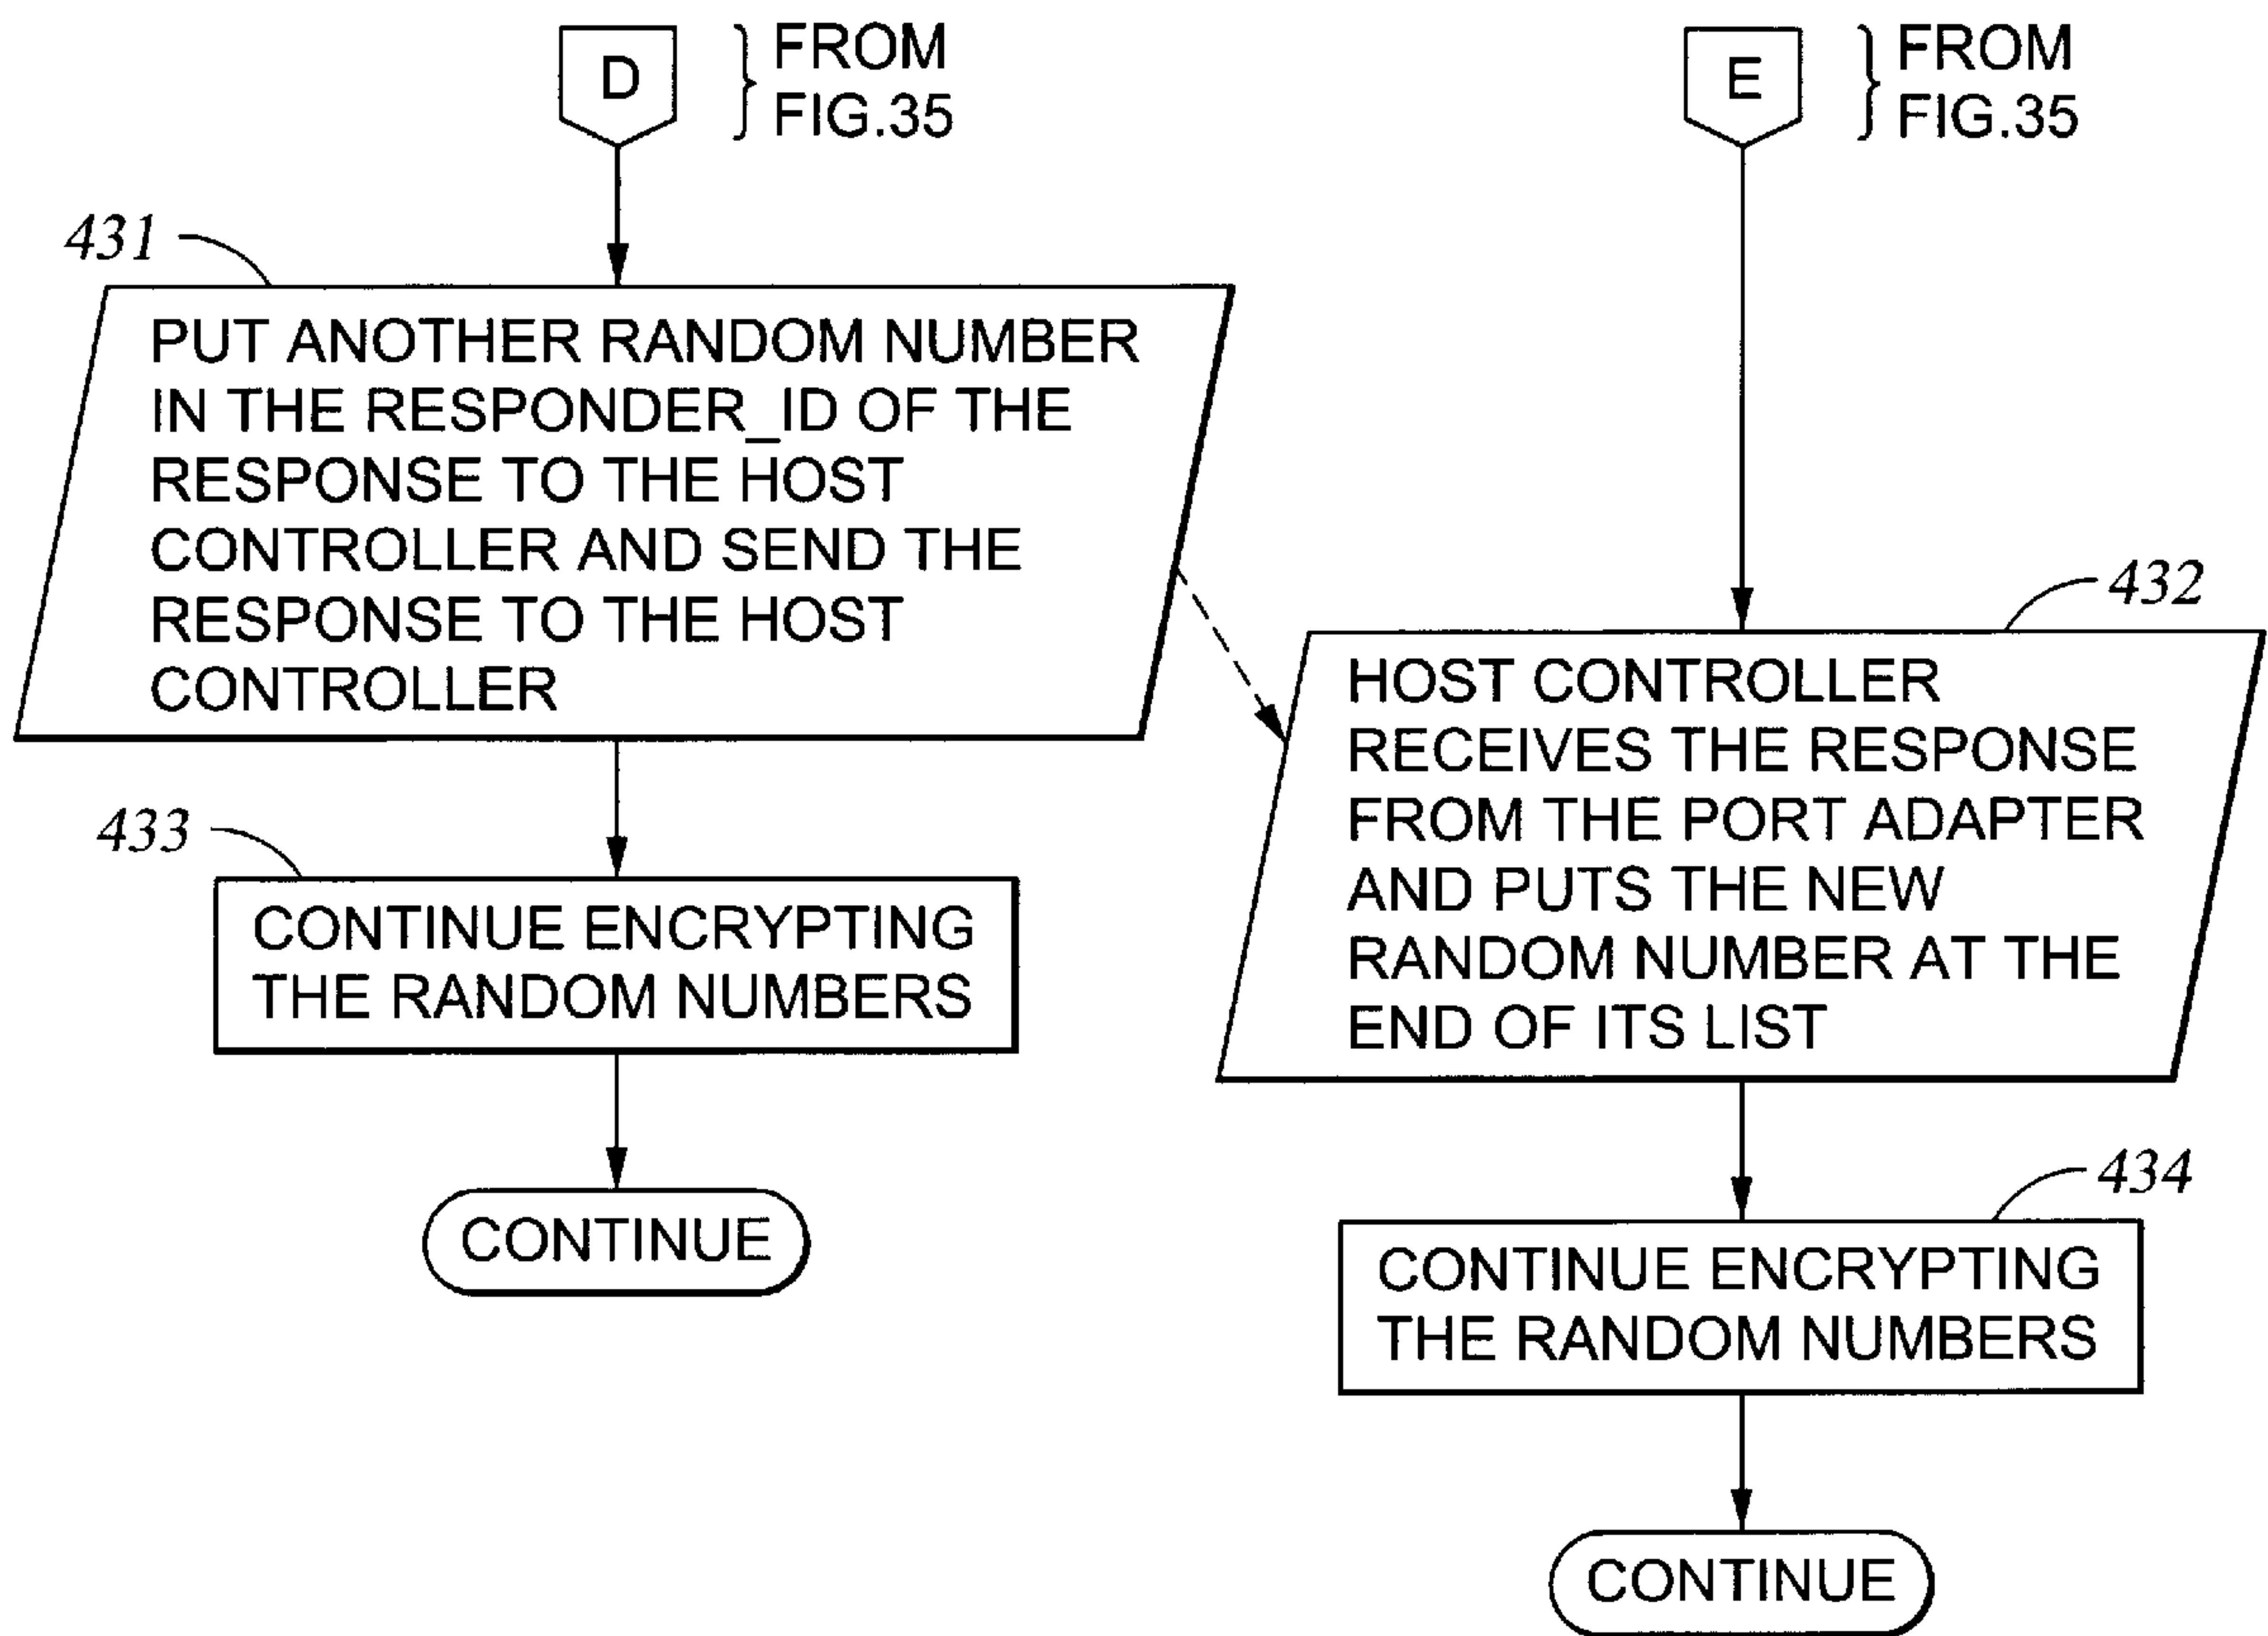 D
} FROM
FIG.35
431
PUT ANOTHER RANDOM NUMBER
IN THE RESPONDER_ID OF THE
RESPONSE TO THE HOST
CONTROLLER AND SEND THE
RESPONSE TO THE HOST
CONTROLLER
433
CONTINUE ENCRYPTING
THE RANDOM NUMBERS
CONTINUE
E
} FROM
FIG.35
432
HOST CONTROLLER
RECEIVES THE RESPONSE
FROM THE PORT ADAPTER
AND PUTS THE NEW
RANDOM NUMBER AT THE
END OF ITS LIST
434
CONTINUE ENCRYPTING
THE RANDOM NUMBERS
CONTINUE